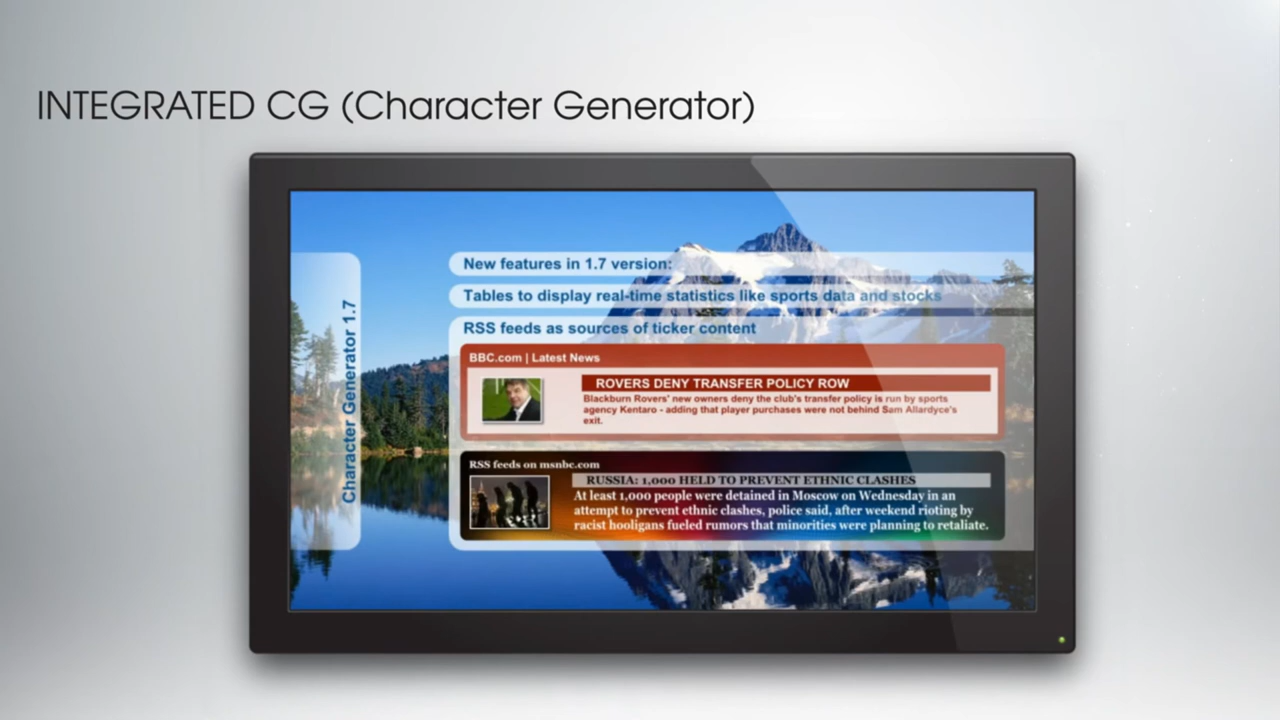 INTEGRATED CG (Character Generator)
Character Generator 1.7
New features in 1.7 version:
Tables to display real-time statistics like sports data and stocks
RSS feeds as sources of ticker content
BBC.com | Latest News
ROVERS DENY TRANSFER POLICY ROW
Blackburn Rovers' new owners deny the club's transfer policy is run by sports
agency Kentaro - adding that player purchases were not behind Sam Allardyce's
exit.
RSS feeds on msnbc.com
RUSSIA: 1,000 HELD TO PREVENT ETHNIC CLASHES
At least 1,000 people were detained in Moscow on Wednesday in an
attempt to prevent ethnic clashes, police said, after weekend rioting by
racist hooligans fueled rumors that minorities were planning to retaliate.